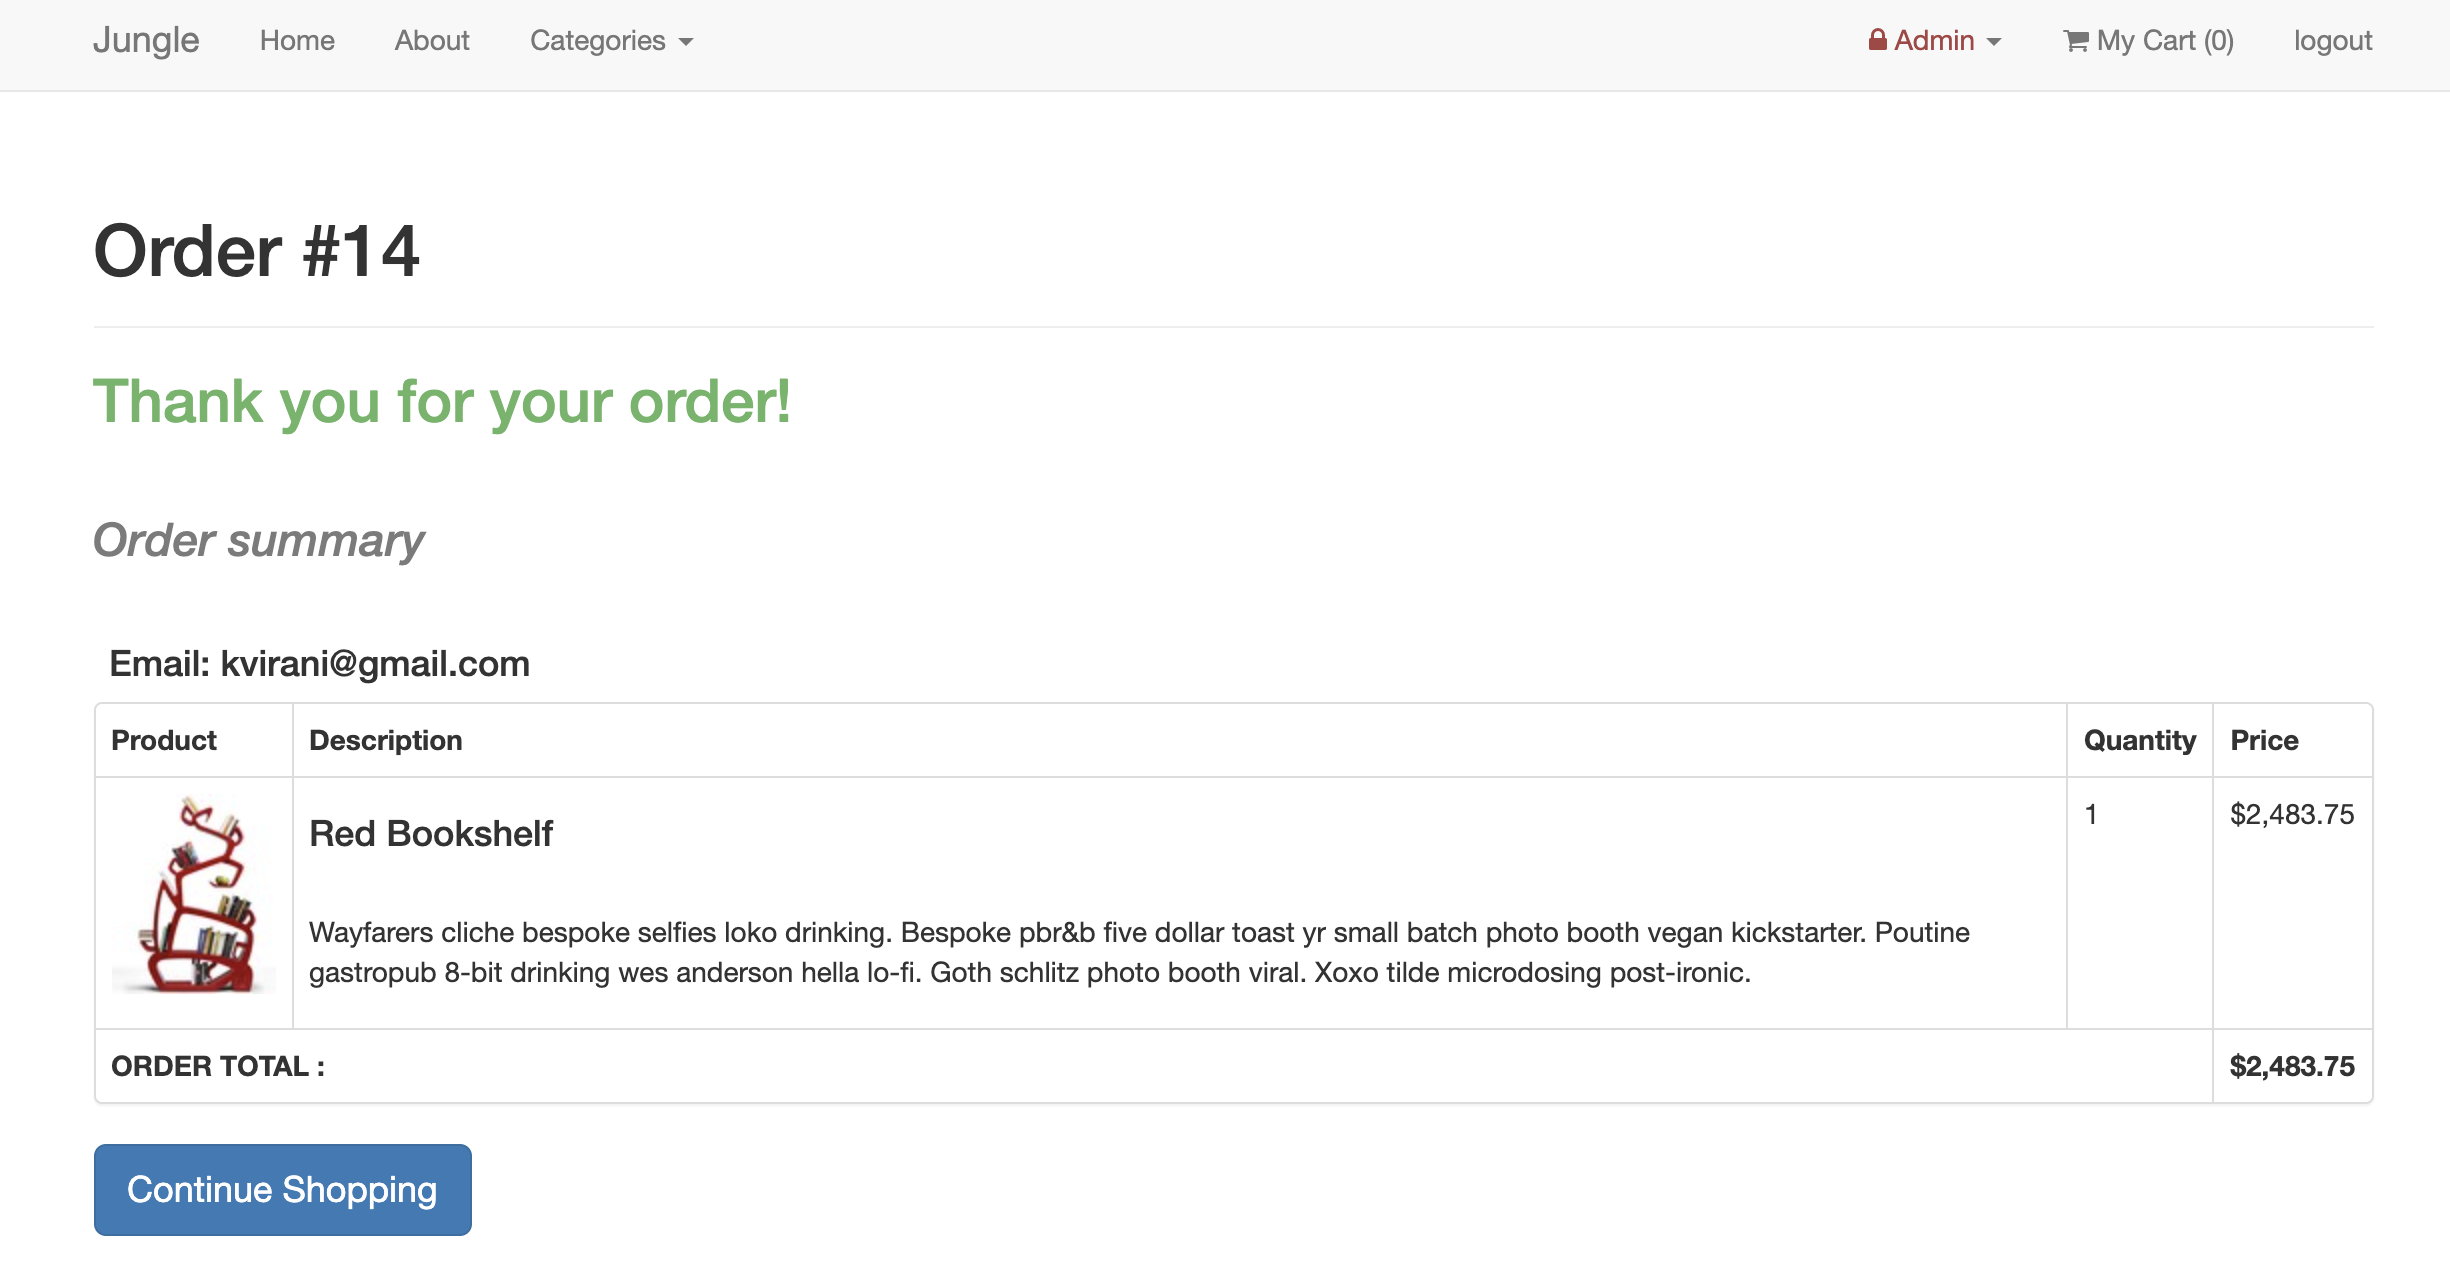 Jungle Home About Categories Admin My Cart (0) logout
Order #14
Thank you for your order!
Order summary
Email: kvirani@gmail.com
Product Description Quantity Price
Red Bookshelf 1 $2,483.75
Wayfarers cliche bespoke selfies loko drinking. Bespoke pbr&b five dollar toast yr small batch photo booth vegan kickstarter. Poutine
gastropub 8-bit drinking wes anderson hella lo-fi. Goth schlitz photo booth viral. Xoxo tilde microdosing post-ironic.
ORDER TOTAL : $2,483.75
Continue Shopping